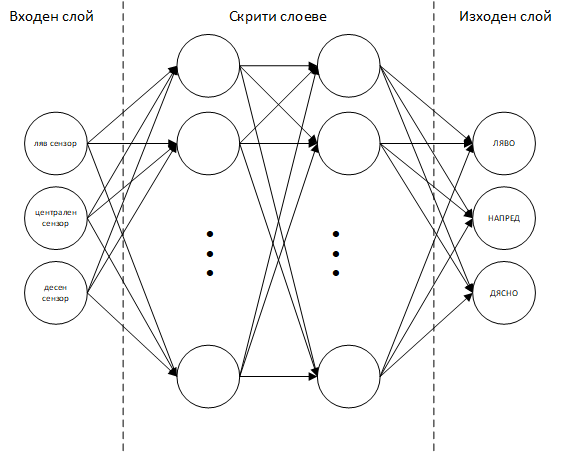 Входен слой
Скрити слоеве
Изходен слой
ляв сензор
централен
сензор
десен
сензор
ЛЯВО
НАПРЕД
ДЯСНО